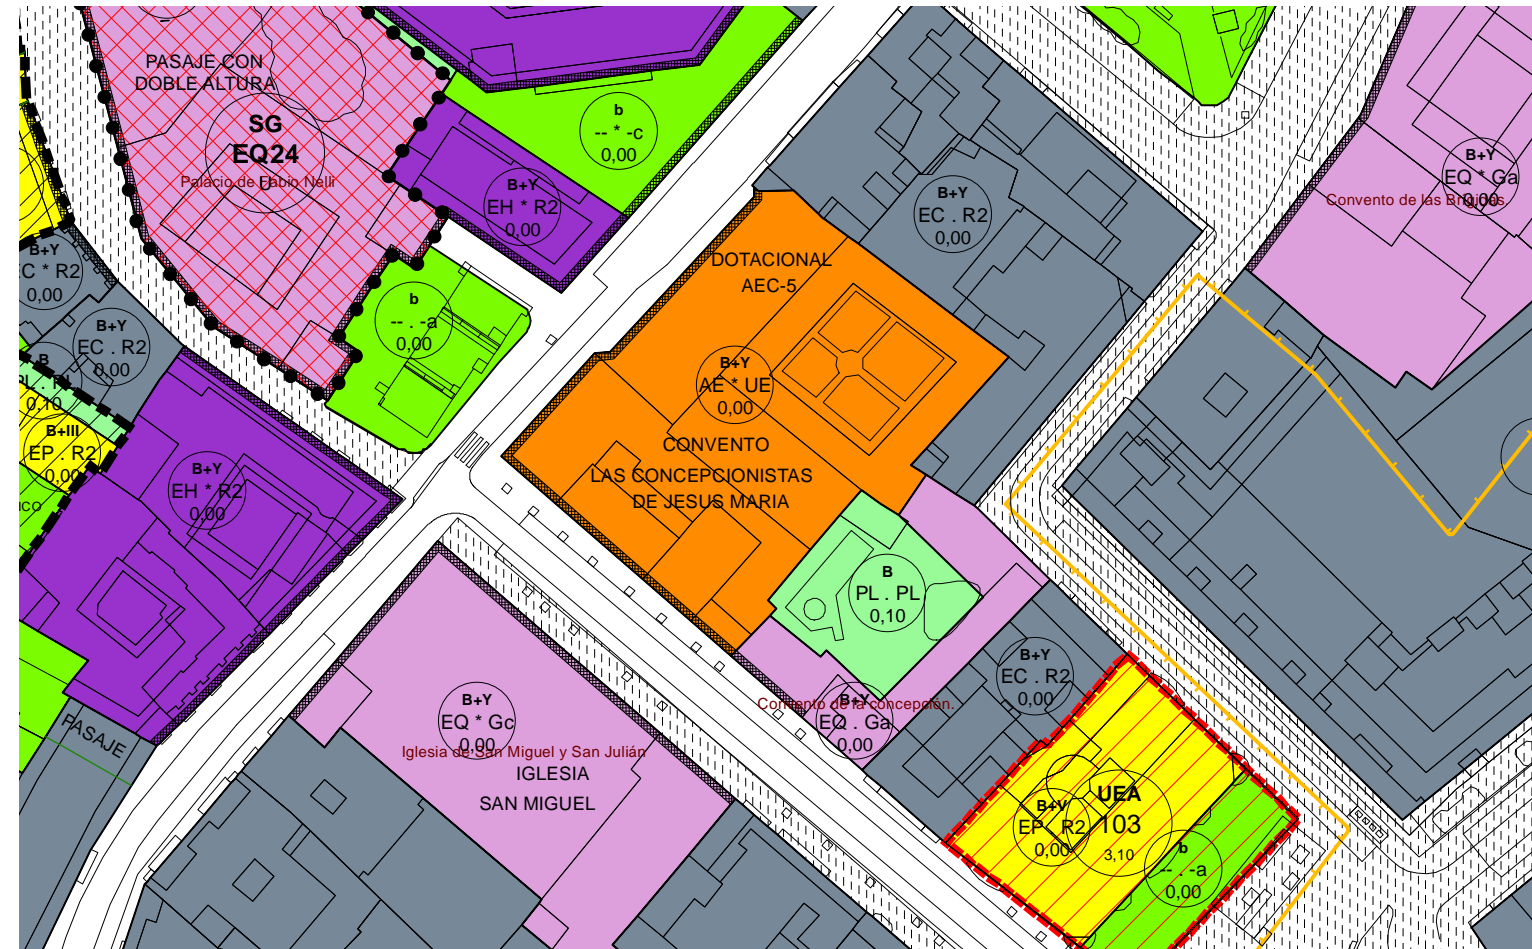 PASAJE CON
DOBLE ALTURA
SG
EQ24
Palacio de Fabio Nelli
b
-- * -c
0,00
B+Y
EH * R2
0,00
B+Y
EC . R2
0,00
B+Y
EQ * Ga
0,00
Convento de las Brigidas.
B+Y
C * R2
0,00
B+Y
EC . R2
0,00
b
-- . -a
0,00
DOTACIONAL
AEC-5
B+Y
AE * UE
0,00
CONVENTO
LAS CONCEPCIONISTAS
DE JESUS MARIA
B
0,10
B+III
EP . R2
0,00
B+Y
EH * R2
0,00
B
PL . PL
0,10
B+Y
EC . R2
0,00
Convento de la concepción.
B+Y
EQ . Ga
0,00
B+Y
EQ * Gc
0,00
Iglesia de San Miguel y San Julián
IGLESIA
SAN MIGUEL
PASAJE
UEA
103
3,10
B+V
EP . R2
0,00
b
-- . -a
0,00